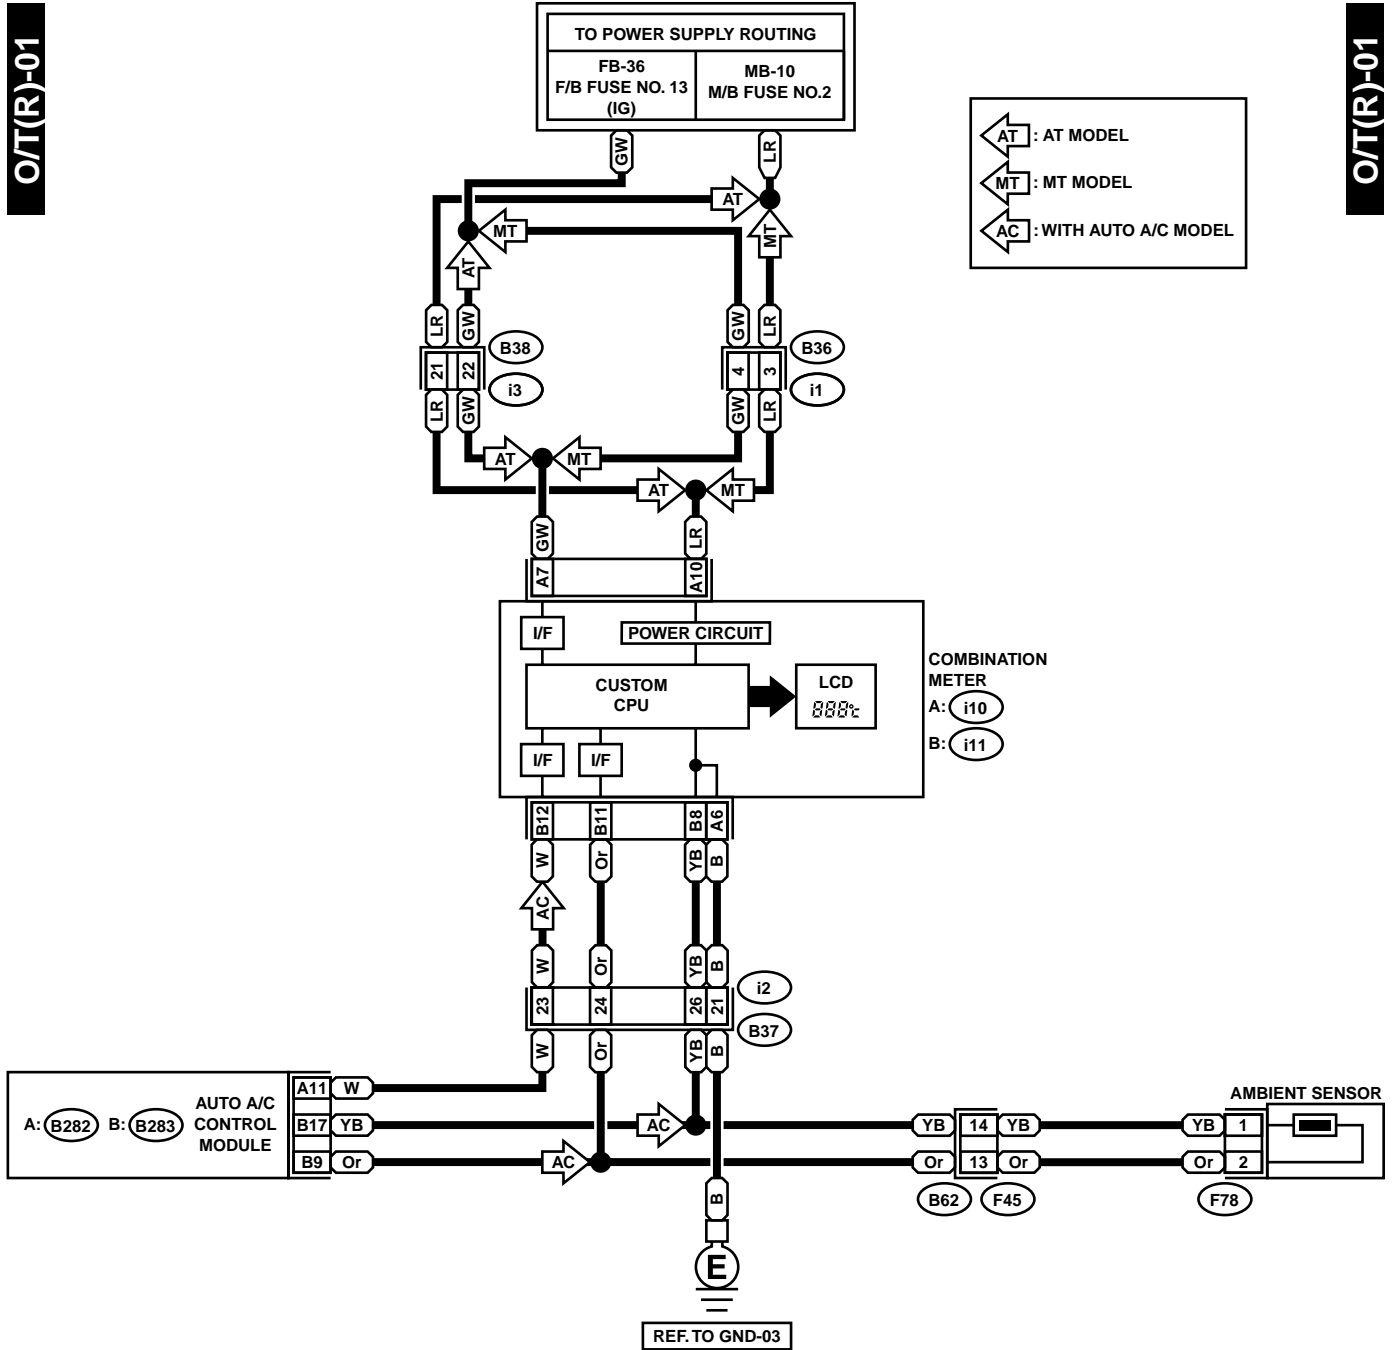 O/T(R)-01
O/T(R)-01
TO POWER SUPPLY ROUTING
FB-36
F/B FUSE NO. 13
(IG)
MB-10
M/B FUSE NO.2
AT : AT MODEL
MT : MT MODEL
AC : WITH AUTO A/C MODEL
GW
LR
AT
MT
MT
AT
LR
GW
GW
LR
B38
B36
21
22
4
3
i3
i1
LR
GW
GW
LR
AT
MT
AT
MT
GW
LR
A7
A10
I/F
POWER CIRCUIT
CUSTOM
CPU
LCD
888°c
COMBINATION
METER
A: i10
B: i11
I/F
I/F
B12
B11
B8
A6
W
Or
YB
B
AC
W
Or
YB
B
i2
23
24
26
21
B37
W
Or
YB
B
A: B282 B: B283
AUTO A/C
CONTROL
MODULE
A11 W
B17 YB
B9 Or
AC
AC
YB 14 YB
Or 13 Or
B62
F45
AMBIENT SENSOR
YB 1
Or 2
F78
B
E
REF. TO GND-03